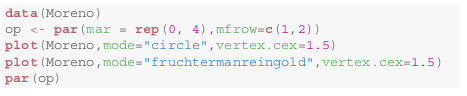 data(Moreno)
op <- par(mar = rep(0, 4),mfrow=c(1,2))
plot(Moreno,mode="circle",vertex.cex=1.5)
plot(Moreno,mode="fruchtermanreingold",vertex.cex=1.5)
par(op)